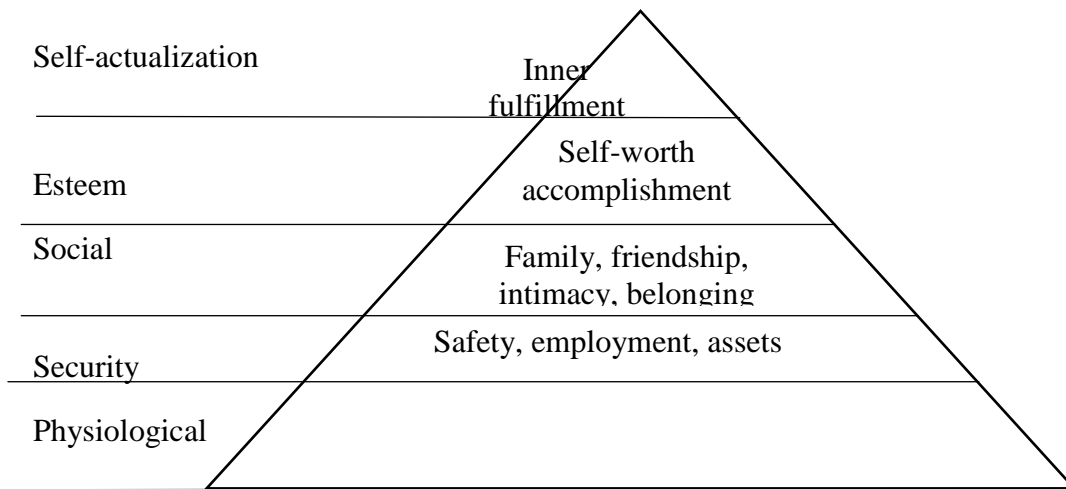 Self-actualization
Inner
fulfillment
Self-worth
Esteem
accomplishment
Social
Family, friendship,
intimacy, belonging
Safety, employment, assets
Security
Physiological